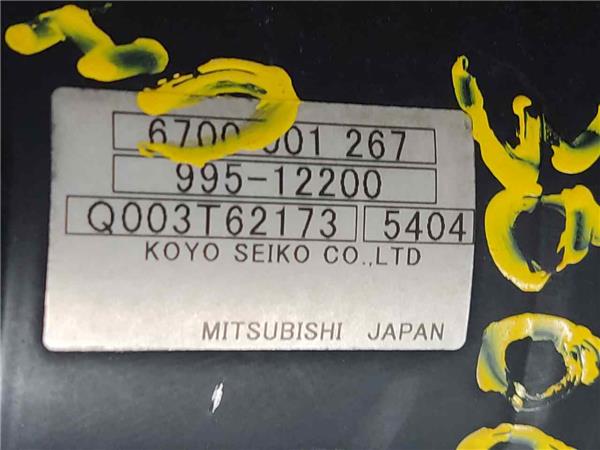 6700 001 267
995-12200
Q003T62173 5404
KOYO SEIKO CO.,LTD
MITSUBISHI JAPAN